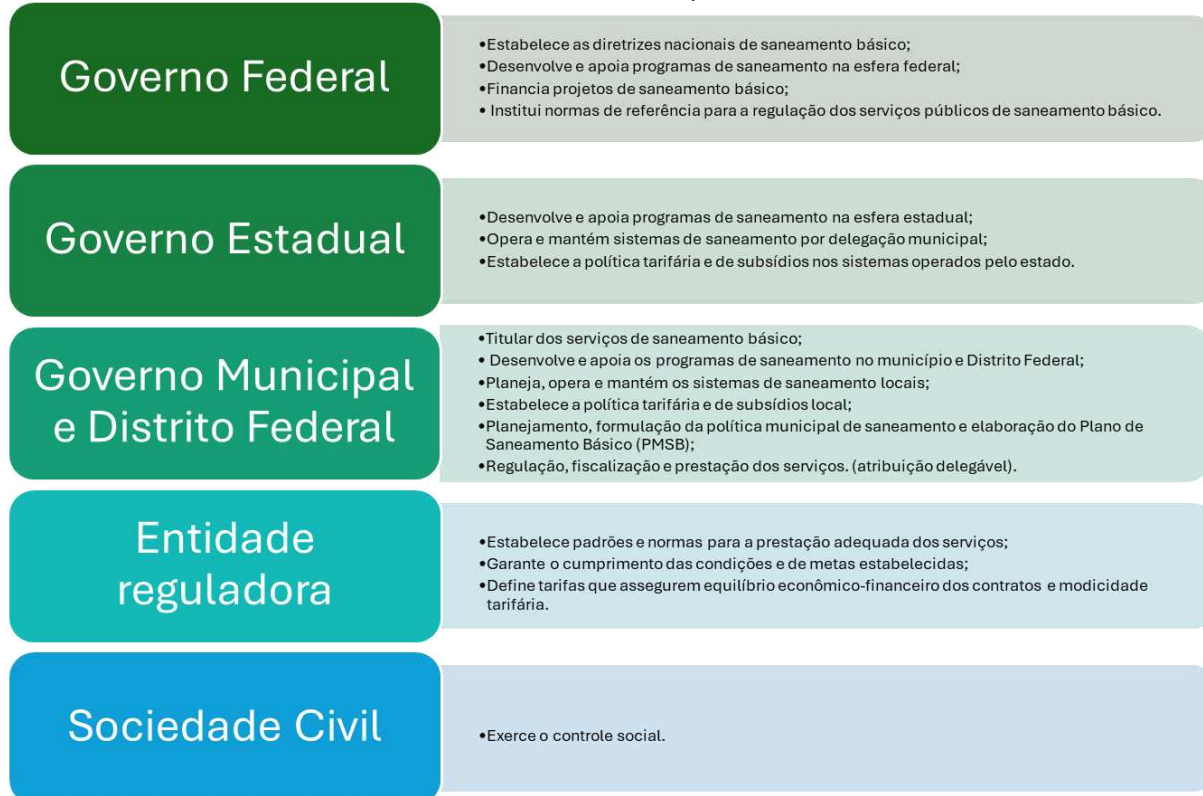 Governo Federal
•Estabelece as diretrizes nacionais de saneamento básico;
•Desenvolve e apoia programas de saneamento na esfera federal;
•Financia projetos de saneamento básico;
• Institui normas de referência para a regulação dos serviços públicos de saneamento básico.
Governo Estadual
•Desenvolve e apoia programas de saneamento na esfera estadual;
•Opera e mantém sistemas de saneamento por delegação municipal;
•Estabelece a política tarifária e de subsídios nos sistemas operados pelo estado.
Governo Municipal
e Distrito Federal
•Titular dos serviços de saneamento básico;
• Desenvolve e apoia os programas de saneamento no município e Distrito Federal;
•Planeja, opera e mantém os sistemas de saneamento locais;
•Estabelece a política tarifária e de subsídios local;
•Planejamento, formulação da política municipal de saneamento e elaboração do Plano de
Saneamento Básico (PMSB);
•Regulação, fiscalização e prestação dos serviços. (atribuição delegável).
Entidade
reguladora
•Estabelece padrões e normas para a prestação adequada dos serviços;
•Garante o cumprimento das condições e de metas estabelecidas;
•Define tarifas que assegurem equilíbrio econômico-financeiro dos contratos e modicidade
tarifária.
Sociedade Civil
•Exerce o controle social.